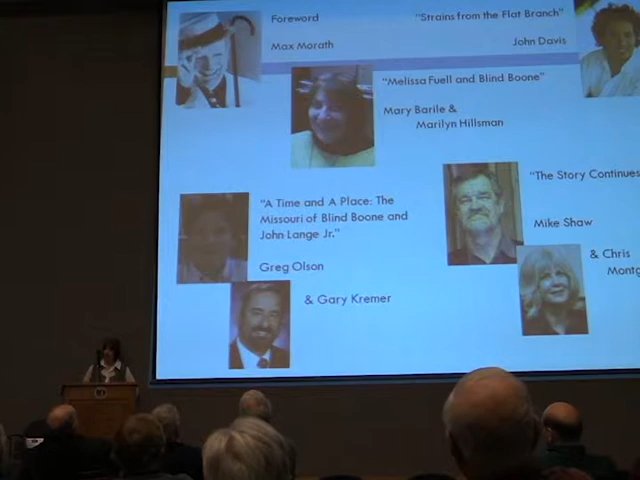 Foreword
Max Morath
"Strains from the Flat Branch"
John Davis
"Melissa Fuell and Blind Boone"
Mary Barile &
Marilyn Hillsman
"A Time and A Place: The
Missouri of Blind Boone and
John Lange Jr."
Greg Olson
& Gary Kremer
"The Story Continues
Mike Shaw
& Chris
Montg